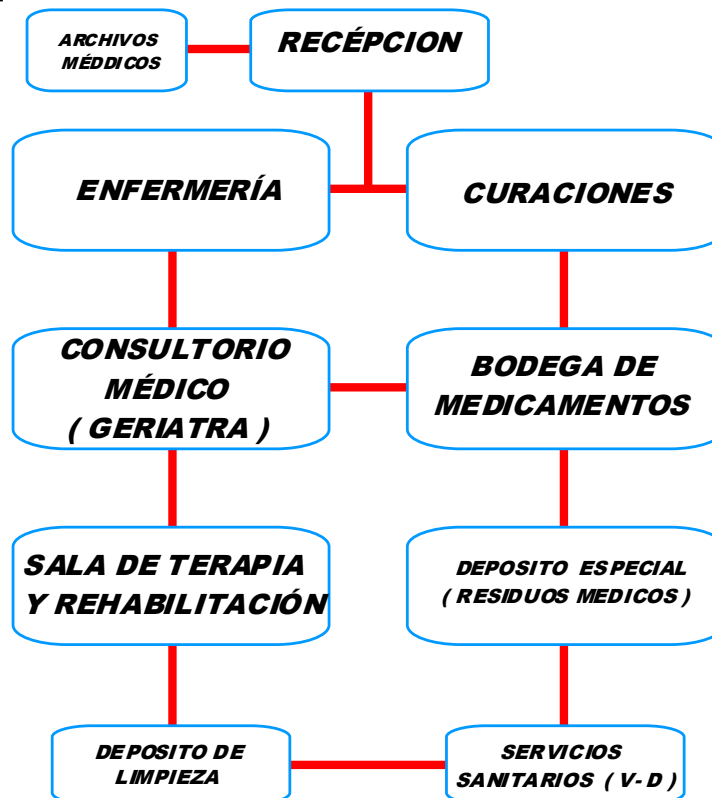 ARCHIVOS
MÉDDICOS
RECÉPCION
ENFERMERÍA
CURACIONES
CONSULTORIO
MÉDICO
( GERIATRA )
BODEGA DE
MEDICAMENTOS
SALA DE TERAPIA
Y REHABILITACIÓN
DEPOSITO ESPECIAL
( RESIDUOS MEDICOS )
DEPOSITO DE
LIMPIEZA
SERVICIOS
SANITARIOS ( V- D )